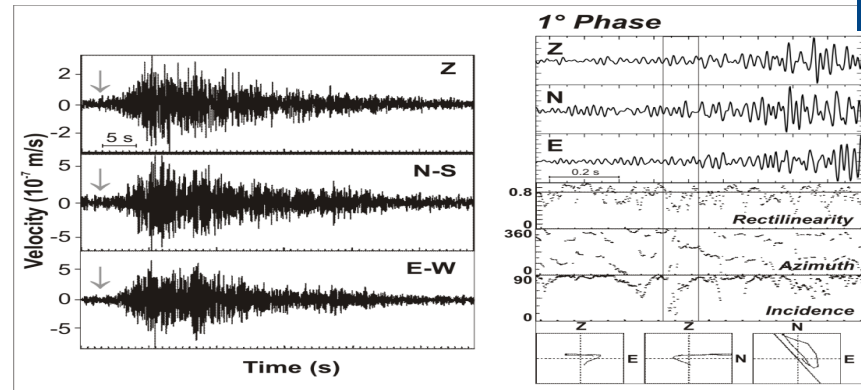 1° Phase
Z
2
0
-2
5 s
N-S
5
0
-5
E-W
5
0
-5
Velocity (10⁻⁷ m/s)
Time (s)
Z
N
E
0.2 s
0.8
0
Rectilinearity
360
0
Azimuth
90
0
Incidence
Z
E
Z
N
N
E